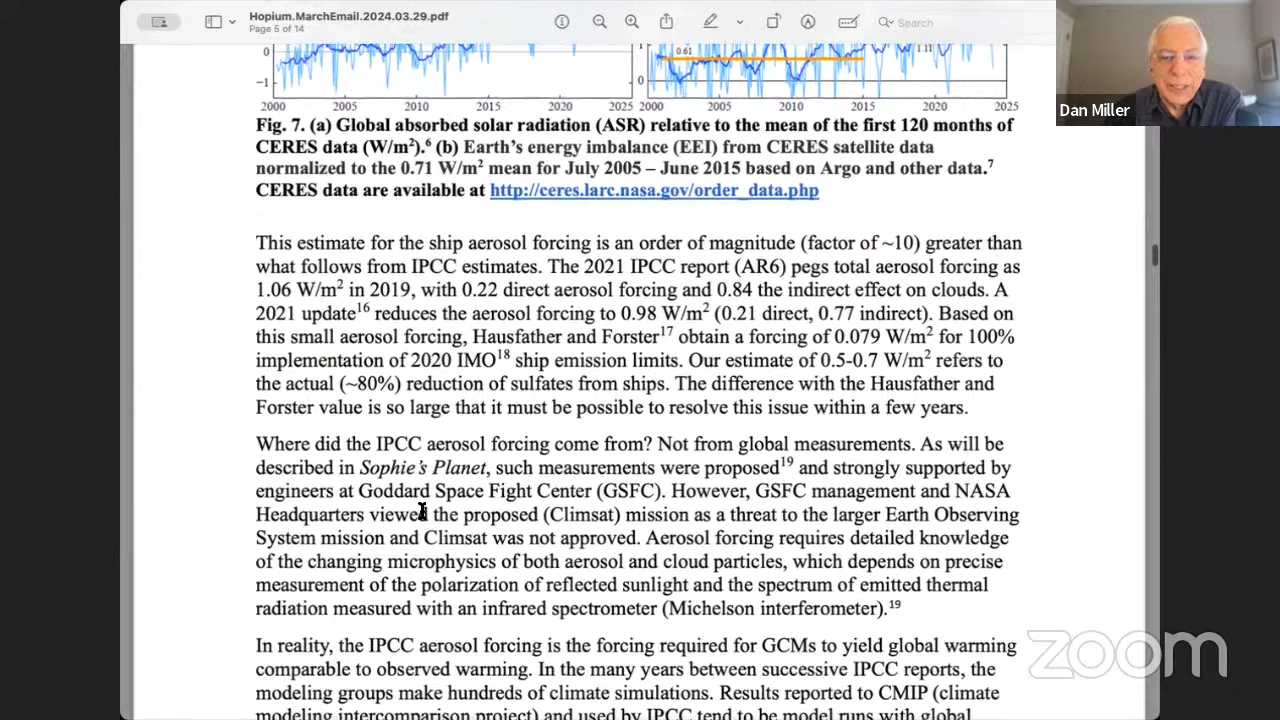 Hopium.MarchEmail.2024.03.29.pdf
Page 5 of 14
Search
Dan Miller
0
−1
2000 2005 2010 2015 2020 2025
0.61
1.11
0
2000 2005 2010 2015 2020 2025
Fig. 7. (a) Global absorbed solar radiation (ASR) relative to the mean of the first 120 months of
CERES data (W/m²).⁶ (b) Earth's energy imbalance (EEI) from CERES satellite data
normalized to the 0.71 W/m² mean for July 2005 – June 2015 based on Argo and other data.⁷
CERES data are available at http://ceres.larc.nasa.gov/order_data.php
This estimate for the ship aerosol forcing is an order of magnitude (factor of ~10) greater than
what follows from IPCC estimates. The 2021 IPCC report (AR6) pegs total aerosol forcing as
1.06 W/m² in 2019, with 0.22 direct aerosol forcing and 0.84 the indirect effect on clouds. A
2021 update¹⁶ reduces the aerosol forcing to 0.98 W/m² (0.21 direct, 0.77 indirect). Based on
this small aerosol forcing, Hausfather and Forster¹⁷ obtain a forcing of 0.079 W/m² for 100%
implementation of 2020 IMO¹⁸ ship emission limits. Our estimate of 0.5-0.7 W/m² refers to
the actual (~80%) reduction of sulfates from ships. The difference with the Hausfather and
Forster value is so large that it must be possible to resolve this issue within a few years.
Where did the IPCC aerosol forcing come from? Not from global measurements. As will be
described in Sophie's Planet, such measurements were proposed¹⁹ and strongly supported by
engineers at Goddard Space Fight Center (GSFC). However, GSFC management and NASA
Headquarters viewed the proposed (Climsat) mission as a threat to the larger Earth Observing
System mission and Climsat was not approved. Aerosol forcing requires detailed knowledge
of the changing microphysics of both aerosol and cloud particles, which depends on precise
measurement of the polarization of reflected sunlight and the spectrum of emitted thermal
radiation measured with an infrared spectrometer (Michelson interferometer).¹⁹
In reality, the IPCC aerosol forcing is the forcing required for GCMs to yield global warming
comparable to observed warming. In the many years between successive IPCC reports, the
modeling groups make hundreds of climate simulations. Results reported to CMIP (climate
modeling intercomparison project) and used by IPCC tend to be model runs with global
zoom